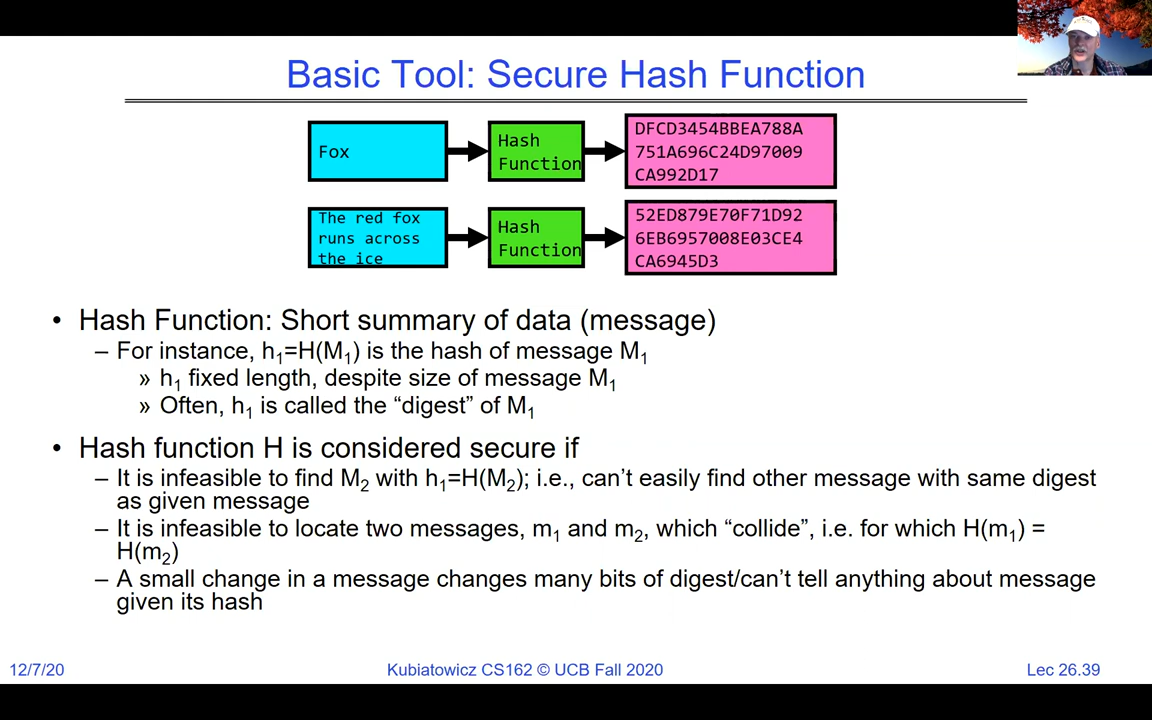 Basic Tool: Secure Hash Function
Fox
Hash
Function
DFCD3454BBEA788A
751A696C24D97009
CA992D17
The red fox
runs across
the ice
Hash
Function
52ED879E70F71D92
6EB6957008E03CE4
CA6945D3
• Hash Function: Short summary of data (message)
– For instance, h₁=H(M₁) is the hash of message M₁
» h₁ fixed length, despite size of message M₁
» Often, h₁ is called the “digest” of M₁
• Hash function H is considered secure if
– It is infeasible to find M₂ with h₁=H(M₂); i.e., can’t easily find other message with same digest
as given message
– It is infeasible to locate two messages, m₁ and m₂, which “collide”, i.e. for which H(m₁) =
H(m₂)
– A small change in a message changes many bits of digest/can’t tell anything about message
given its hash
12/7/20
Kubiatowicz CS162 © UCB Fall 2020
Lec 26.39